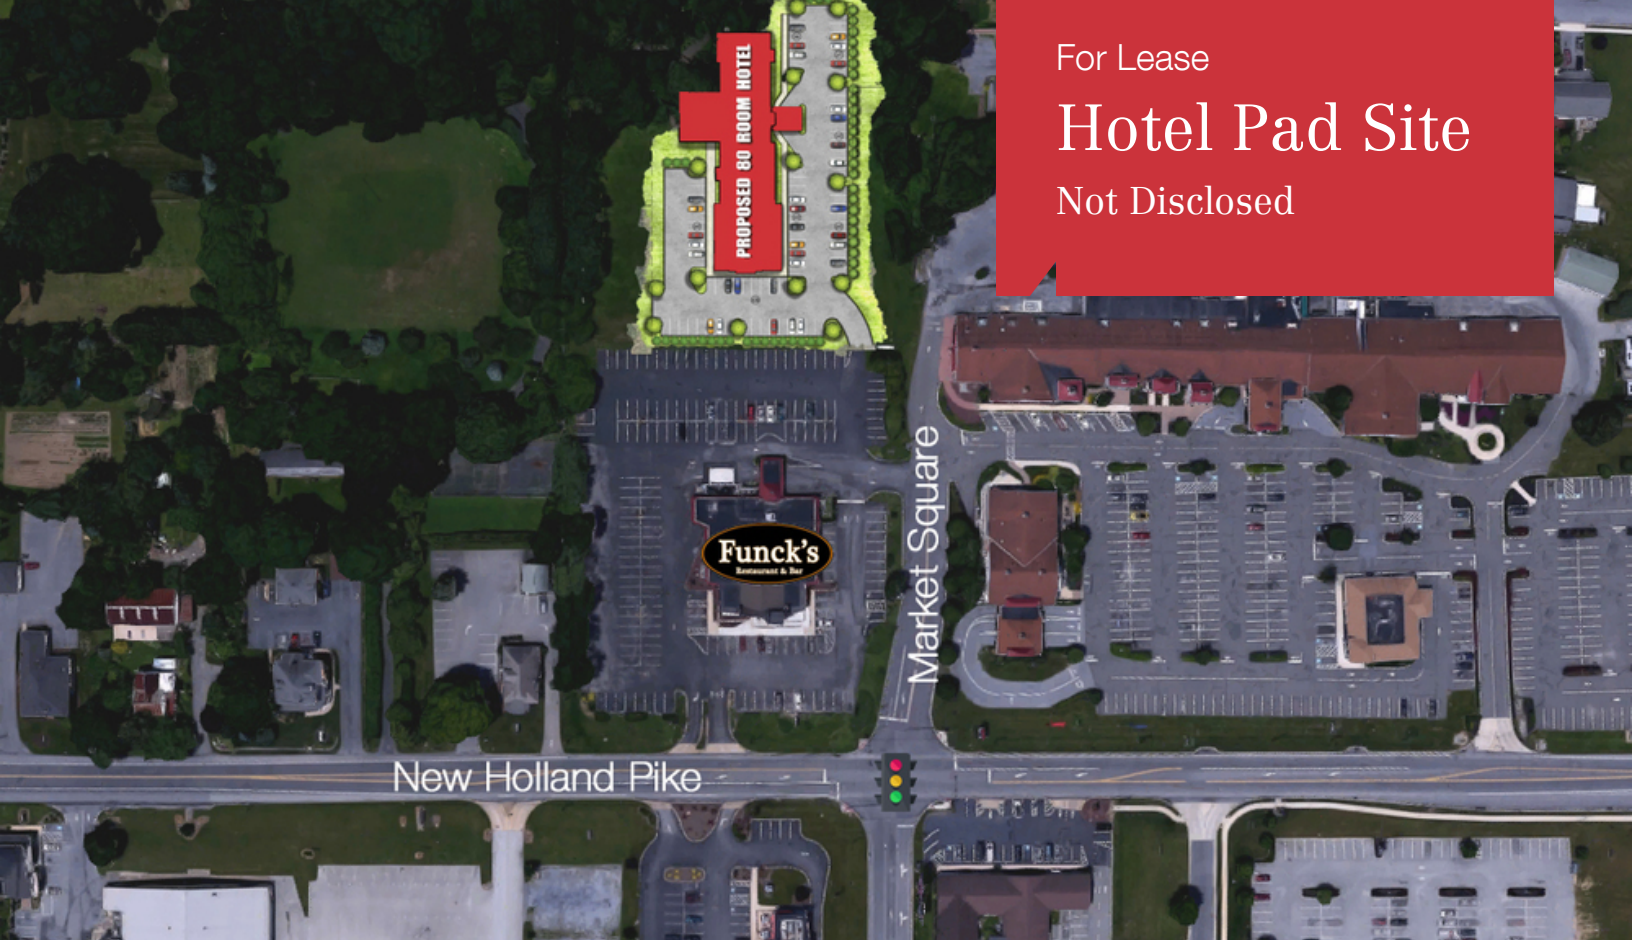 For Lease
Hotel Pad Site
Not Disclosed
PROPOSED 80 ROOM HOTEL
Market Square
Funck's
Restaurant & Bar
New Holland Pike